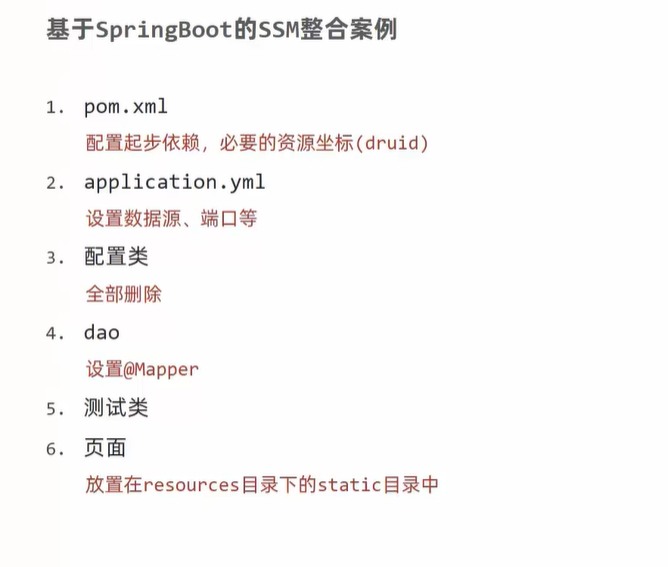 基于SpringBoot的SSM整合案例
1. pom.xml
配置起步依赖，必要的资源坐标(druid)
2. application.yml
设置数据源、端口等
3. 配置类
全部删除
4. dao
设置@Mapper
5. 测试类
6. 页面
放置在resources目录下的static目录中